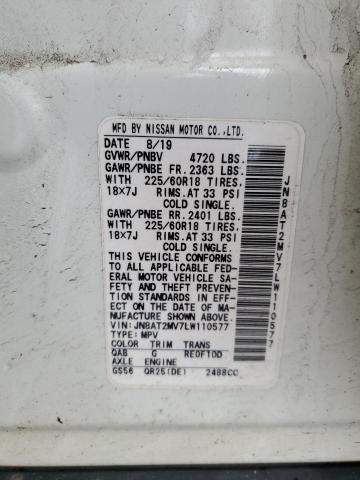 MFD BY NISSAN MOTOR CO.,LTD.
DATE 8/19
GVWR/PNBV 4720 LBS.
GAWR/PNBE FR.2363 LBS.
WITH 225/60R18 TIRES,
18×7J RIMS.AT 33 PSI
COLD SINGLE.
GAWR/PNBE RR.2401 LBS.
WITH 225/60R18 TIRES,
18×7J RIMS.AT 33 PSI
COLD SINGLE.
THIS VEHICLE CONFORMS
TO ALL APPLICABLE FED-
ERAL MOTOR VEHICLE SA-
FETY AND THEFT PREVEN-
TION STANDARDS IN EFF-
ECT ON THE DATE OF MA-
NUFACTURE SHOWN ABOVE.
VIN:JN8AT2MV7LW110577
TYPE: MPV
COLOR TRIM TRANS
QAB G RE0F10D
AXLE ENGINE
GS56 QR25(DE) 2488CC
JN8AT2MV7LW110577